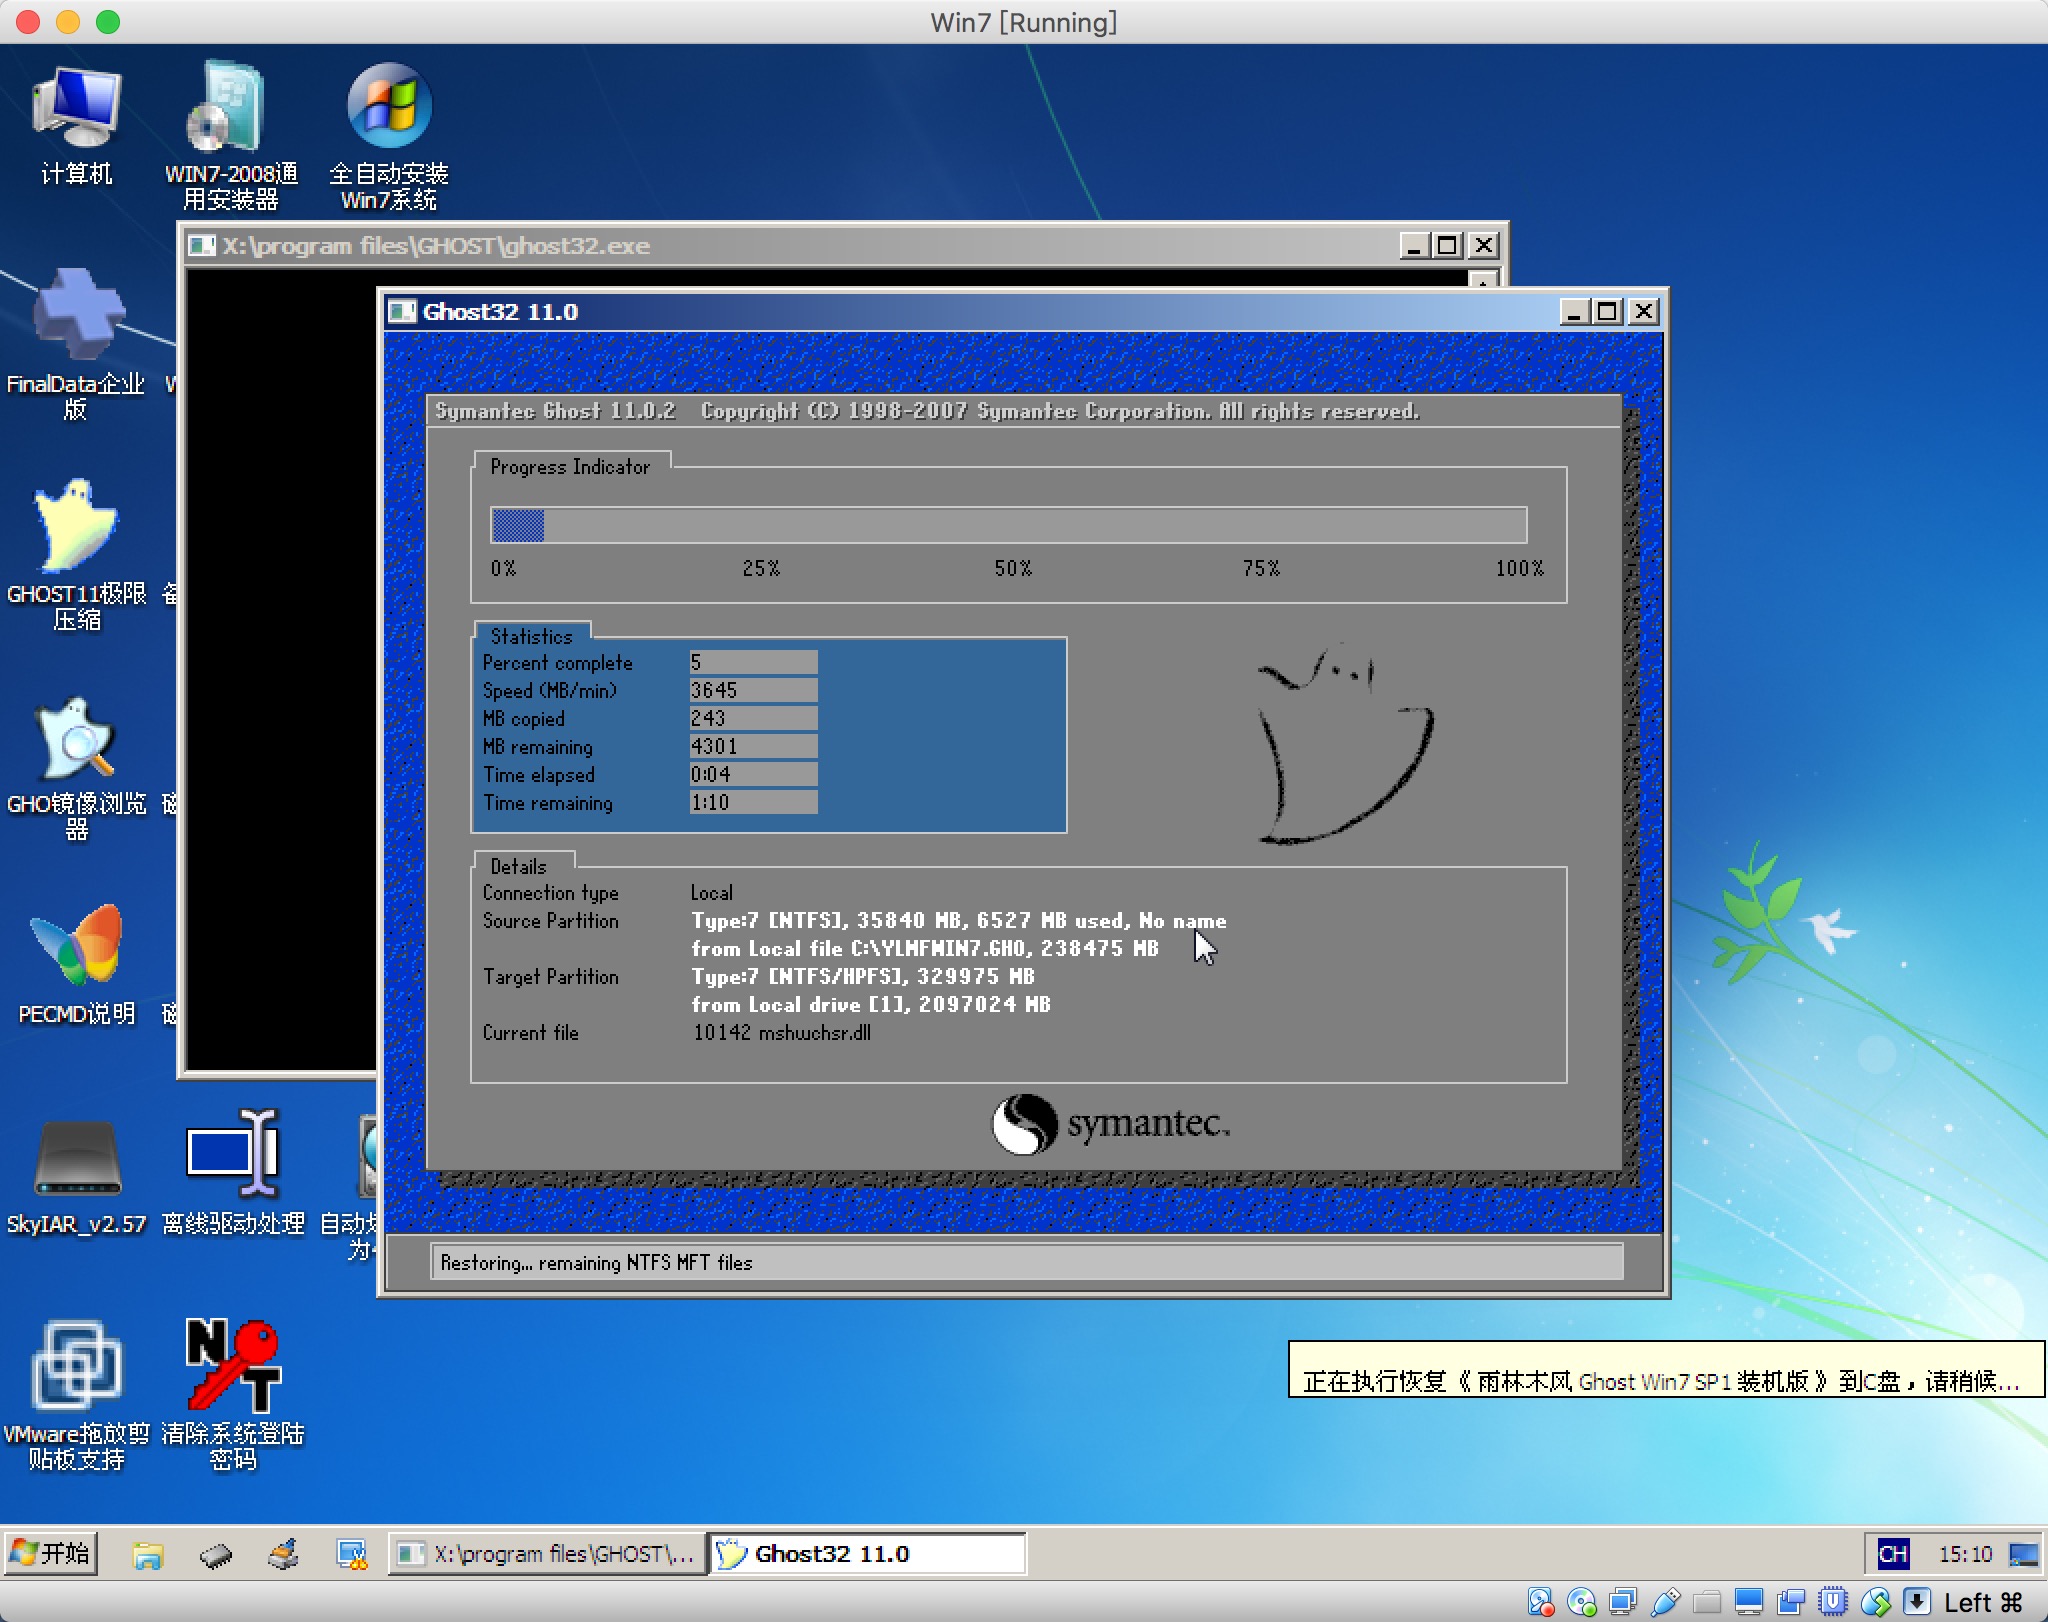 Win7 [Running]
计算机
WIN7-2008通
用安装器
全自动安装
Win7系统
X:\program files\GHOST\ghost32.exe
Ghost32 11.0
FinalData企业
版
Symantec Ghost 11.0.2 Copyright (C) 1998-2007 Symantec Corporation. All rights reserved.
Progress Indicator
0% 25% 50% 75% 100%
GHOST11极限
压缩
Statistics
Percent complete 5
Speed (MB/min) 3645
MB copied 243
MB remaining 4301
Time elapsed 0:04
Time remaining 1:10
GHO镜像浏览
器
Details
Connection type Local
Source Partition Type:7 [NTFS], 35840 MB, 6527 MB used, No name
from Local file C:\YLMFWIN7.GHO, 238475 MB
Target Partition Type:7 [NTFS/HPFS], 329975 MB
from Local drive [1], 2097024 MB
Current file 10142 mshwchsr.dll
PECMD说明
symantec.
SkyIAR_v2.57
离线驱动处理
自动
为
Restoring... remaining NTFS MFT files
正在执行恢复《雨林木风 Ghost Win7 SP1 装机版》到C盘，请稍候...
VMware拖放剪
贴板支持
N T
清除系统登陆
密码
开始
X:\program files\GHOST\...
Ghost32 11.0
CH
15:10
Left ⌘